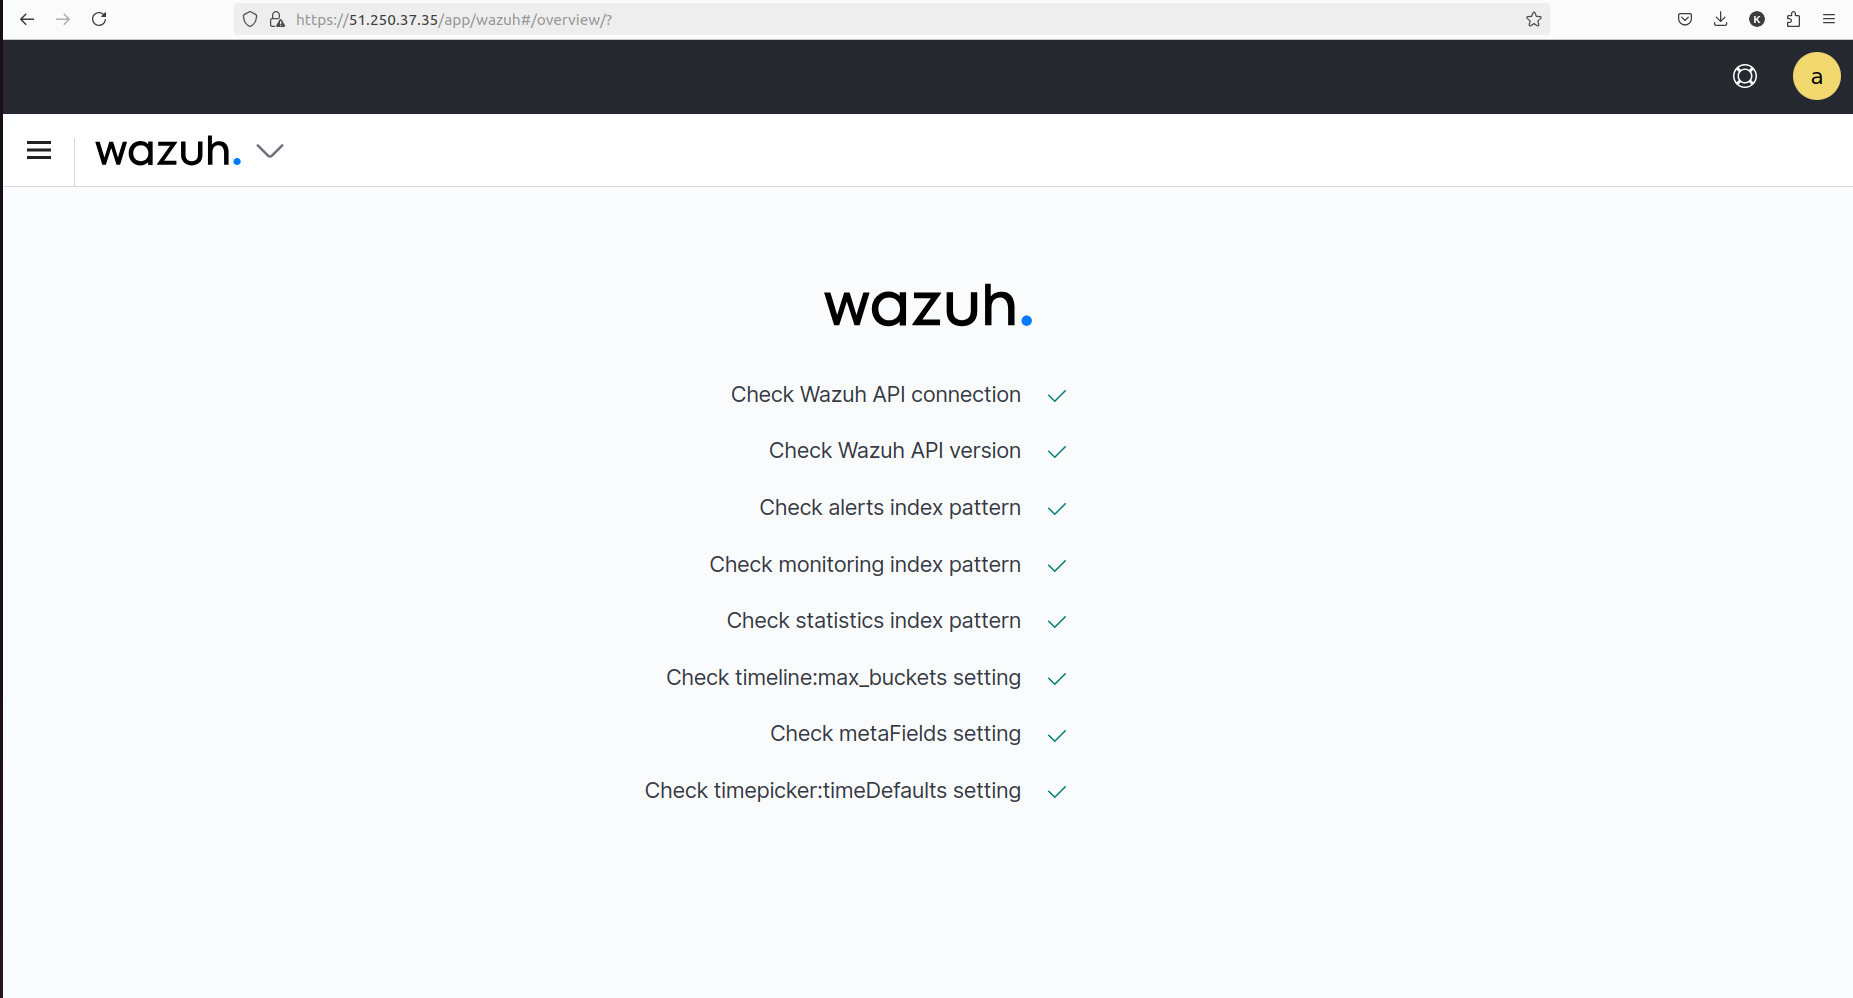 https://51.250.37.35/app/wazuh#/overview/?
K
a
wazuh.
wazuh.
Check Wazuh API connection
Check Wazuh API version
Check alerts index pattern
Check monitoring index pattern
Check statistics index pattern
Check timeline:max_buckets setting
Check metaFields setting
Check timepicker:timeDefaults setting